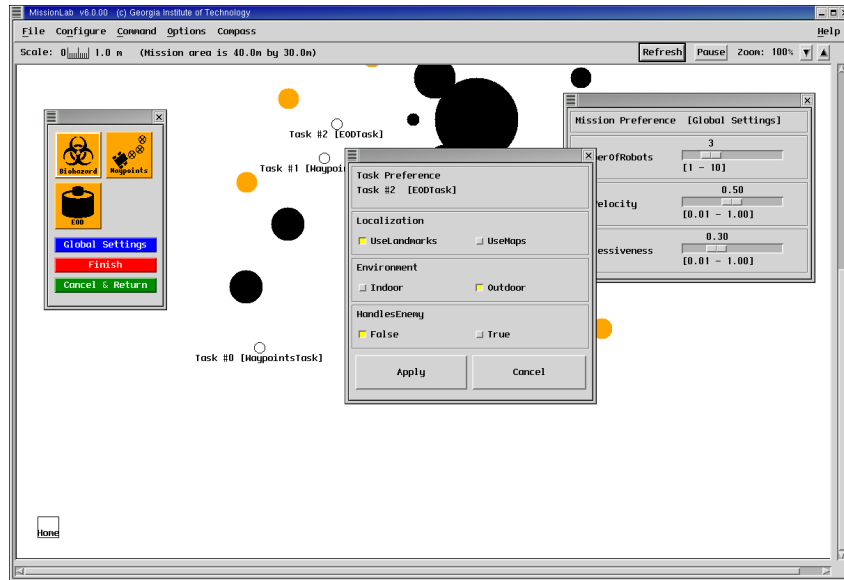 MissionLab v6.0.00 (c) Georgia Institute of Technology
File Configure Command Options Compass Help
Scale: 0 1.0 m (Mission area is 40.0m by 30.0m) Refresh Pause Zoom: 100%
Task #2 [EODTask]
Task #1 [Waypoi
Task #0 [WaypointsTask]
Home
Biohazard
Waypoints
EOD
Global Settings
Finish
Cancel & Return
Task Preference
Task #2 [EODTask]
Localization
UseLandmarks UseMaps
Environment
Indoor Outdoor
HandlesEnemy
False True
Apply Cancel
Mission Preference [Global Settings]
3
erOfRobots
[1 - 10]
0.50
elocity
[0.01 - 1.00]
0.30
essiveness
[0.01 - 1.00]